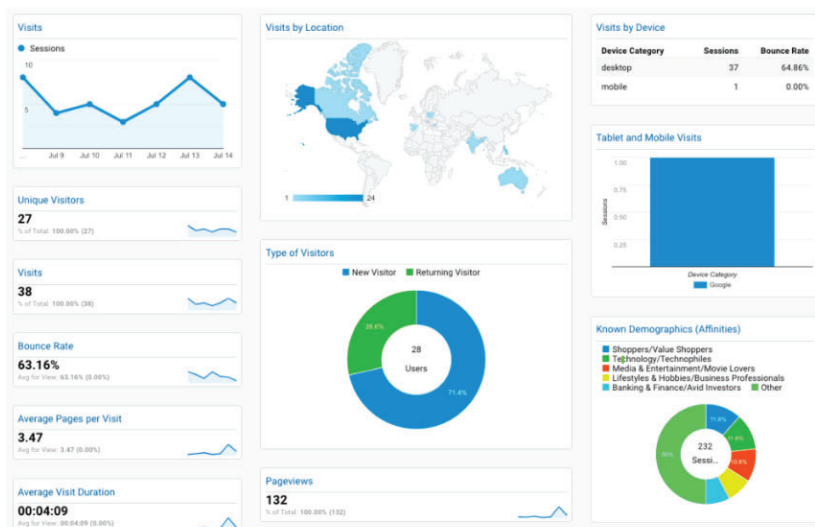 Visits
Sessions
10
5
...
Jul 9
Jul 10
Jul 11
Jul 12
Jul 13
Jul 14
Unique Visitors
27
% of Total: 100.00% (27)
Visits
38
% of Total: 100.00% (38)
Bounce Rate
63.16%
Avg for View: 63.16% (0.00%)
Average Pages per Visit
3.47
Avg for View: 3.47 (0.00%)
Average Visit Duration
00:04:09
Avg for View: 00:04:09 (0.00%)
Visits by Location
1
24
Type of Visitors
New Visitor
Returning Visitor
28.6%
28
Users
71.4%
Pageviews
132
% of Total: 100.00% (132)
Visits by Device
Device Category Sessions Bounce Rate
desktop 37 64.86%
mobile 1 0.00%
Tablet and Mobile Visits
1.00
0.75
0.50
0.25
Sessions
Device Category
Google
Known Demographics (Affinities)
Shoppers/Value Shoppers
Technology/Technophiles
Media & Entertainment/Movie Lovers
Lifestyles & Hobbies/Business Professionals
Banking & Finance/Avid Investors
Other
11.6%
11.6%
10.8%
232
Sessi...